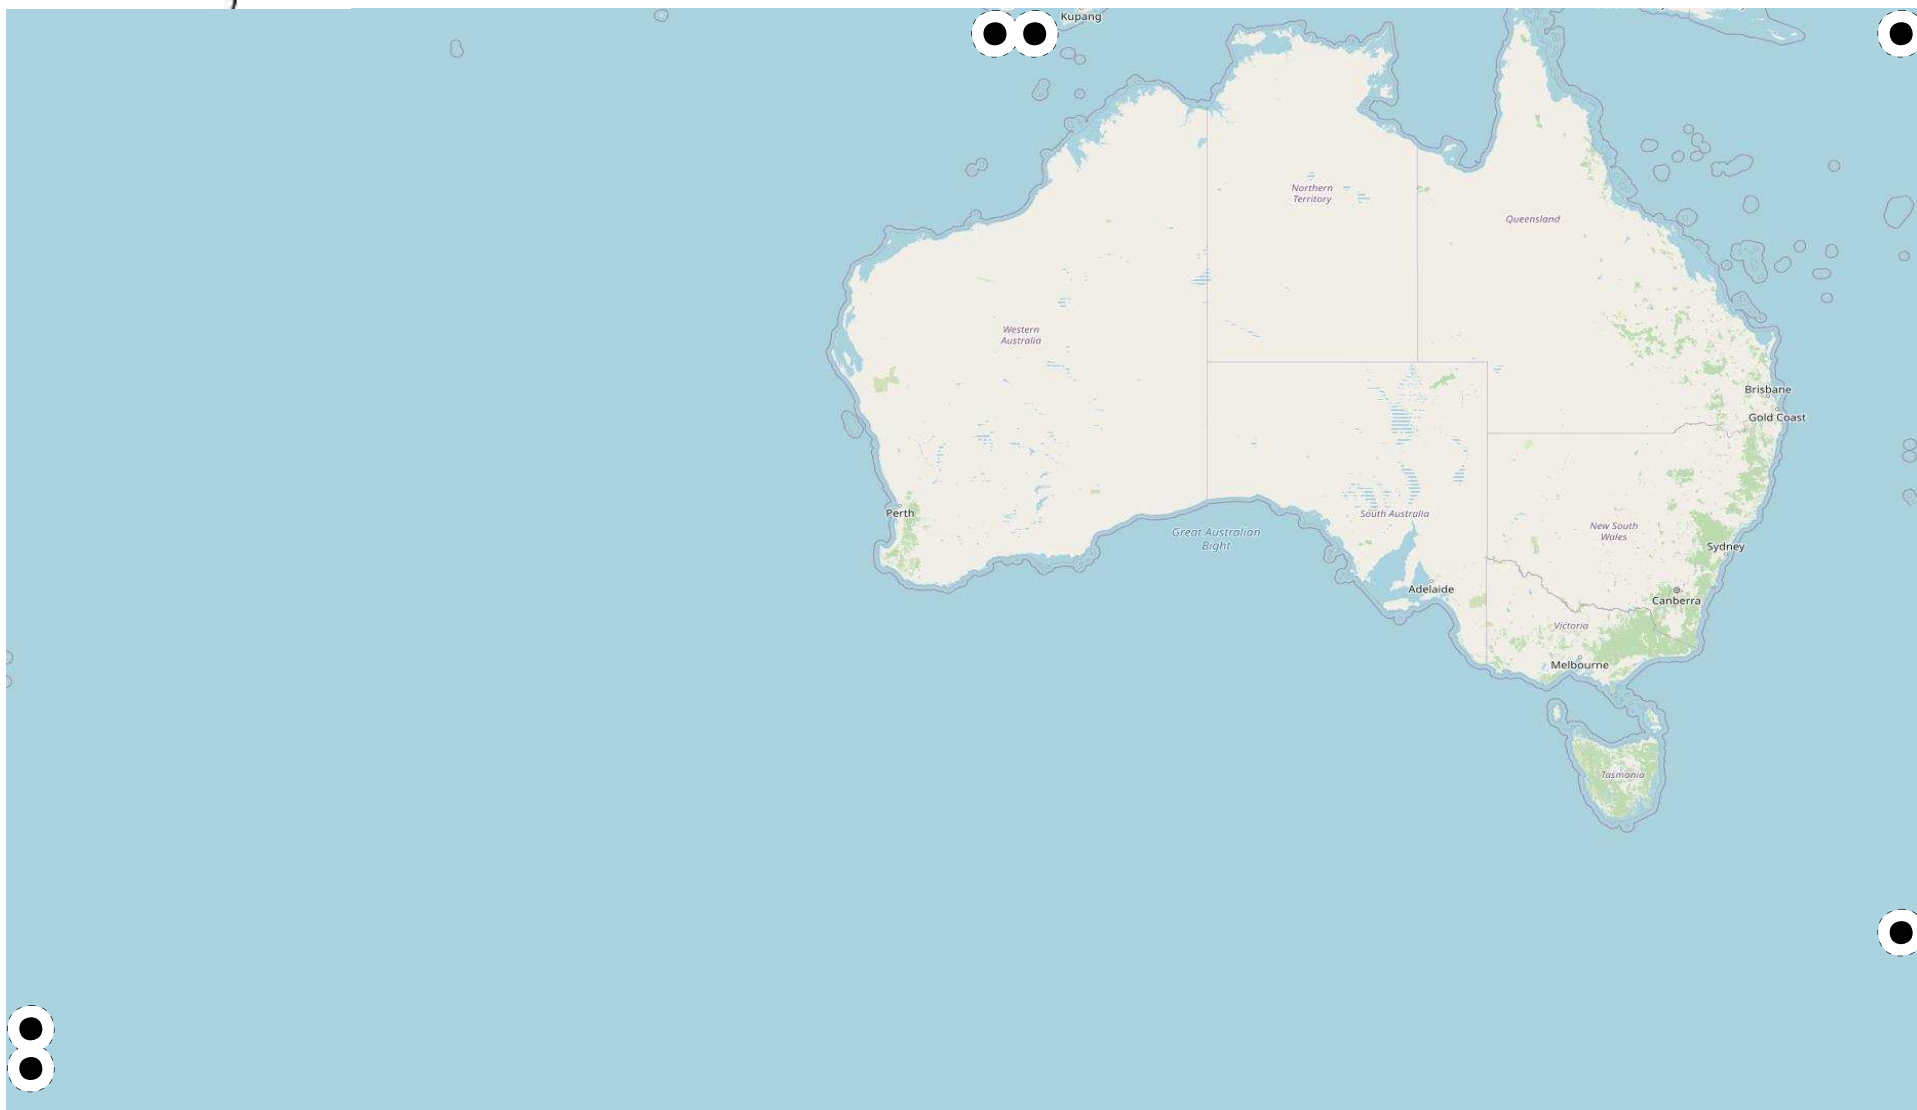 Kupang
Northern
Territory
Queensland
Western
Australia
Brisbane
Gold Coast
Perth
South Australia
Great Australian
Bight
New South
Wales
Sydney
Adelaide
Canberra
Victoria
Melbourne
Tasmania